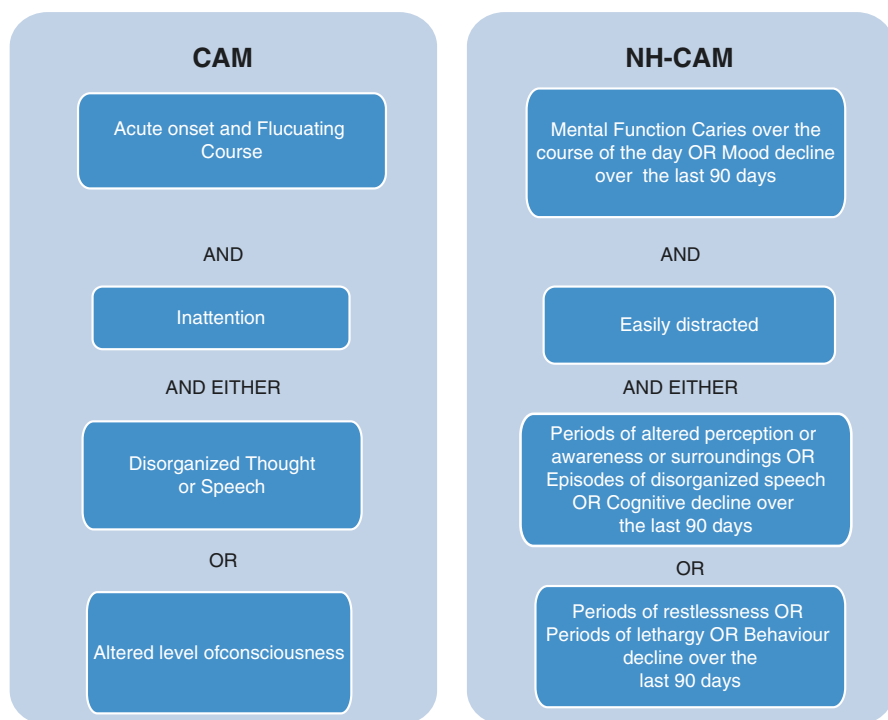 CAM
Acute onset and Flucuating
Course
AND
Inattention
AND EITHER
Disorganized Thought
or Speech
OR
Altered level ofconsciousness
NH-CAM
Mental Function Caries over the
course of the day OR Mood decline
over the last 90 days
AND
Easily distracted
AND EITHER
Periods of altered perception or
awareness or surroundings OR
Episodes of disorganized speech
OR Cognitive decline over
the last 90 days
OR
Periods of restlessness OR
Periods of lethargy OR Behaviour
decline over the
last 90 days